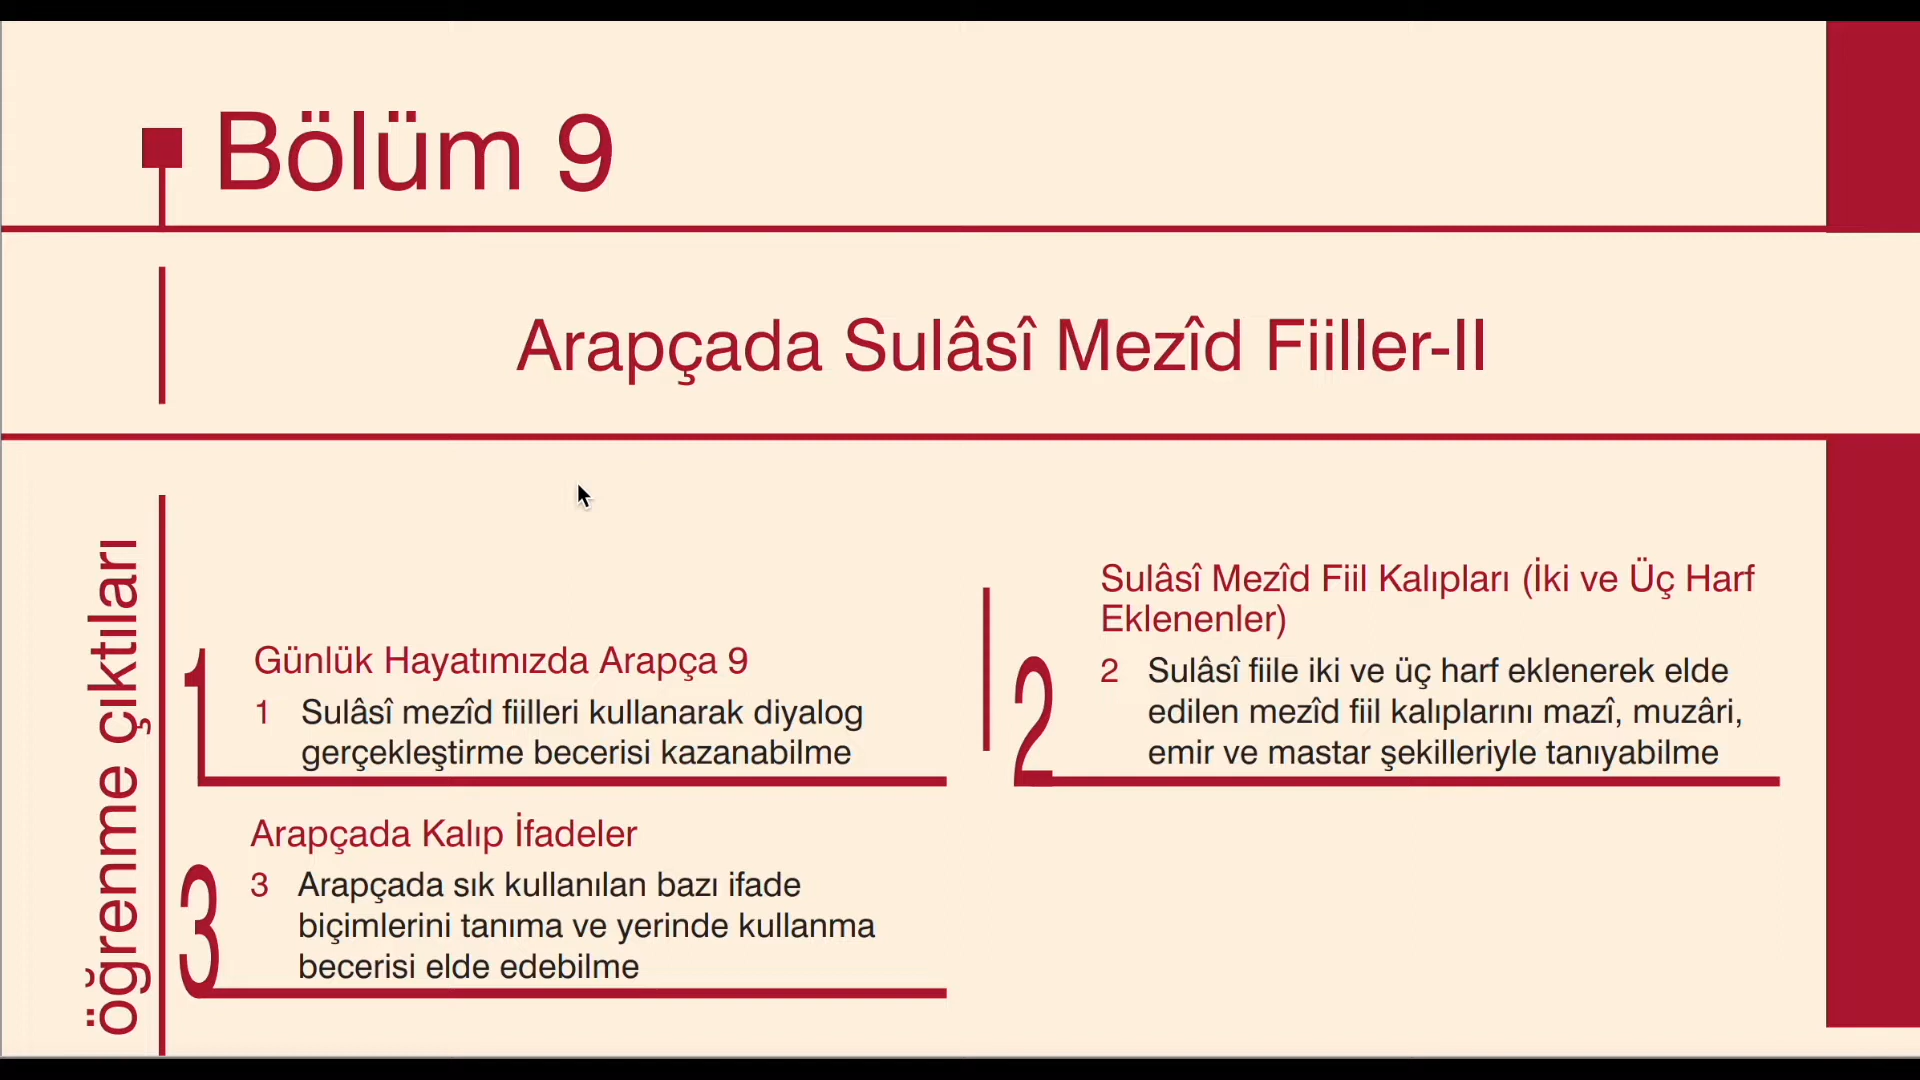 Bölüm 9
Arapçada Sulâsî Mezîd Fiiller-II
öğrenme çıktıları
1
Günlük Hayatımızda Arapça 9
1 Sulâsî mezîd fiilleri kullanarak diyalog
gerçekleştirme becerisi kazanabilme
2
Sulâsî Mezîd Fiil Kalıpları (İki ve Üç Harf
Eklenenler)
2 Sulâsî fiile iki ve üç harf eklenerek elde
edilen mezîd fiil kalıplarını mazî, muzâri,
emir ve mastar şekilleriyle tanıyabilme
3
Arapçada Kalıp İfadeler
3 Arapçada sık kullanılan bazı ifade
biçimlerini tanıma ve yerinde kullanma
becerisi elde edebilme